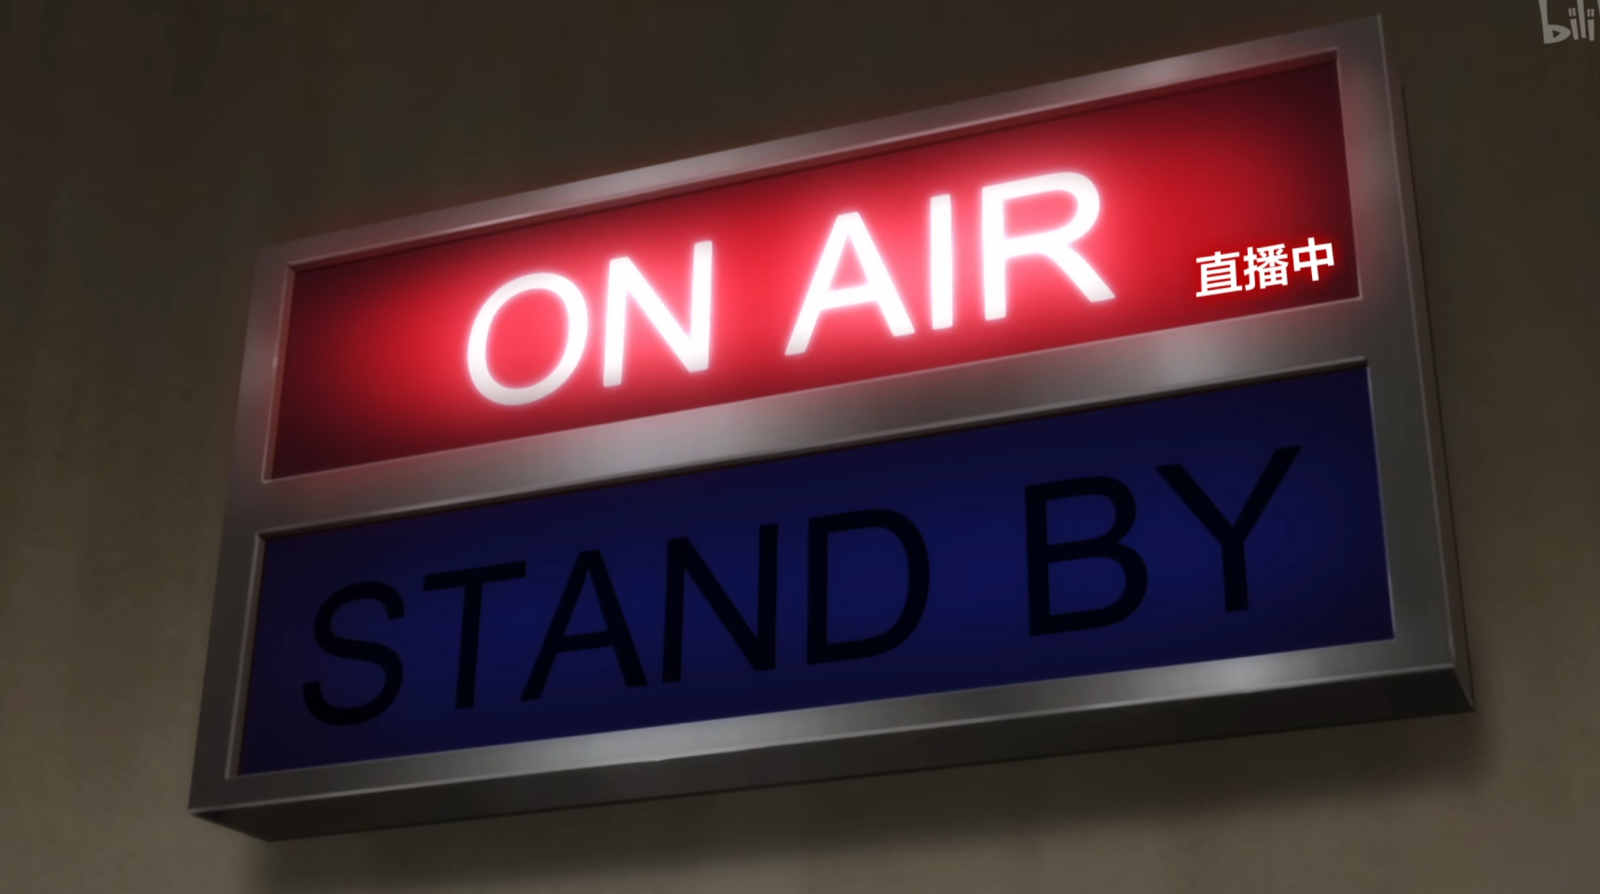 bili
ON AIR
直播中
STAND BY